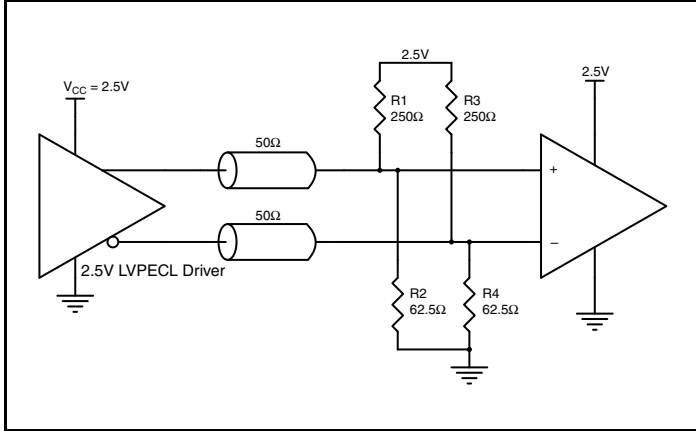 2.5V
V_CC = 2.5V
2.5V
R1
250Ω
R3
250Ω
50Ω
+
50Ω
–
2.5V LVPECL Driver
R2
62.5Ω
R4
62.5Ω